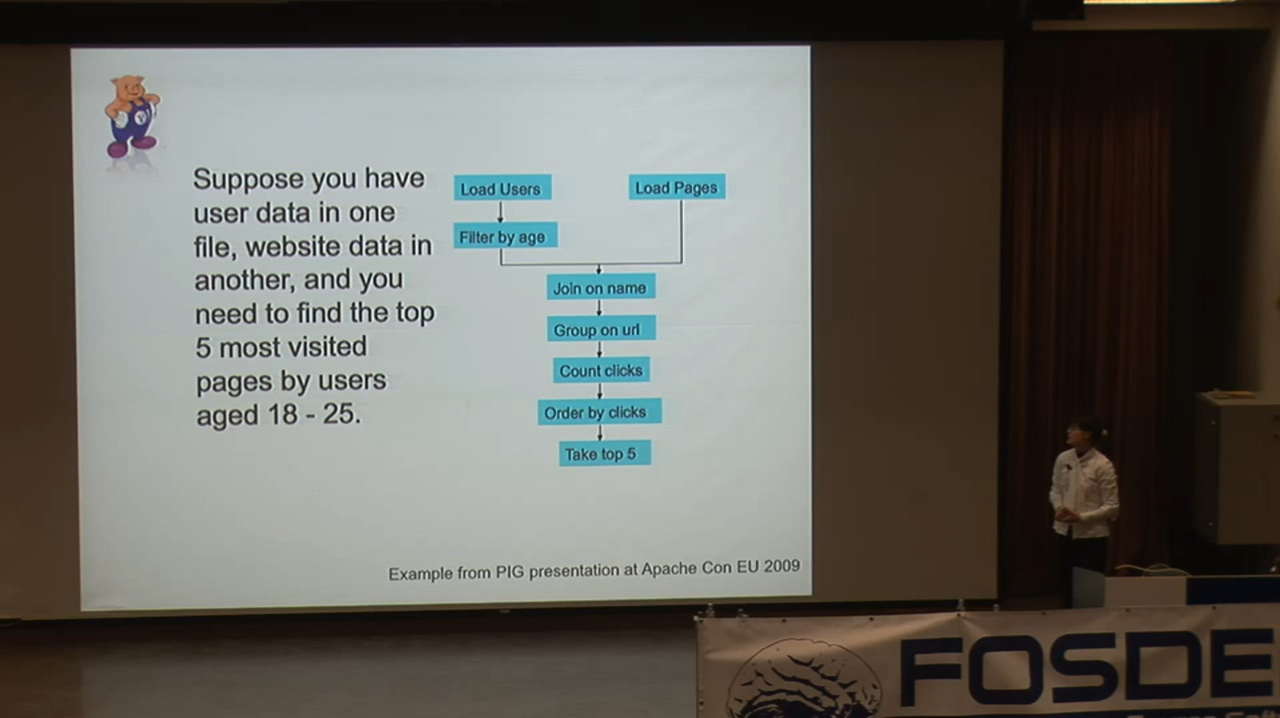 Suppose you have
user data in one
file, website data in
another, and you
need to find the top
5 most visited
pages by users
aged 18 - 25.
Load Users
Load Pages
Filter by age
Join on name
Group on url
Count clicks
Order by clicks
Take top 5
Example from PIG presentation at Apache Con EU 2009
FOSDE